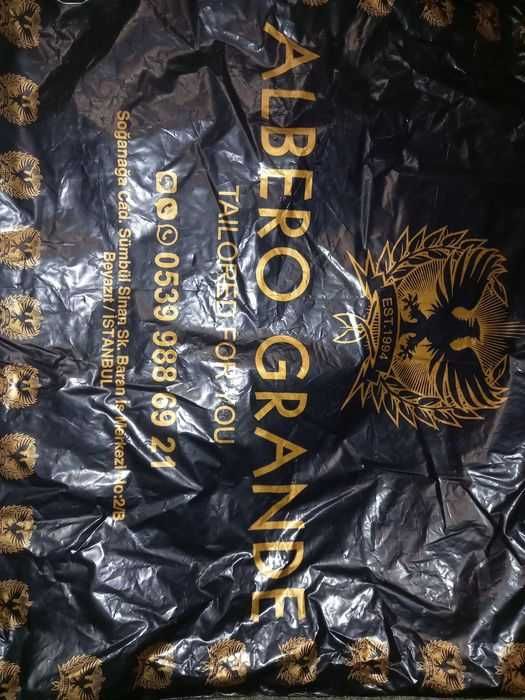 EST.1994
ALBERO GRANDE
TAILORED FOR YOU
0539 988 69 21
Soğanağa Cad. Sümbül Sinan Sk. Baran İş Merkezi No:2/B
Beyazıt / İSTANBUL